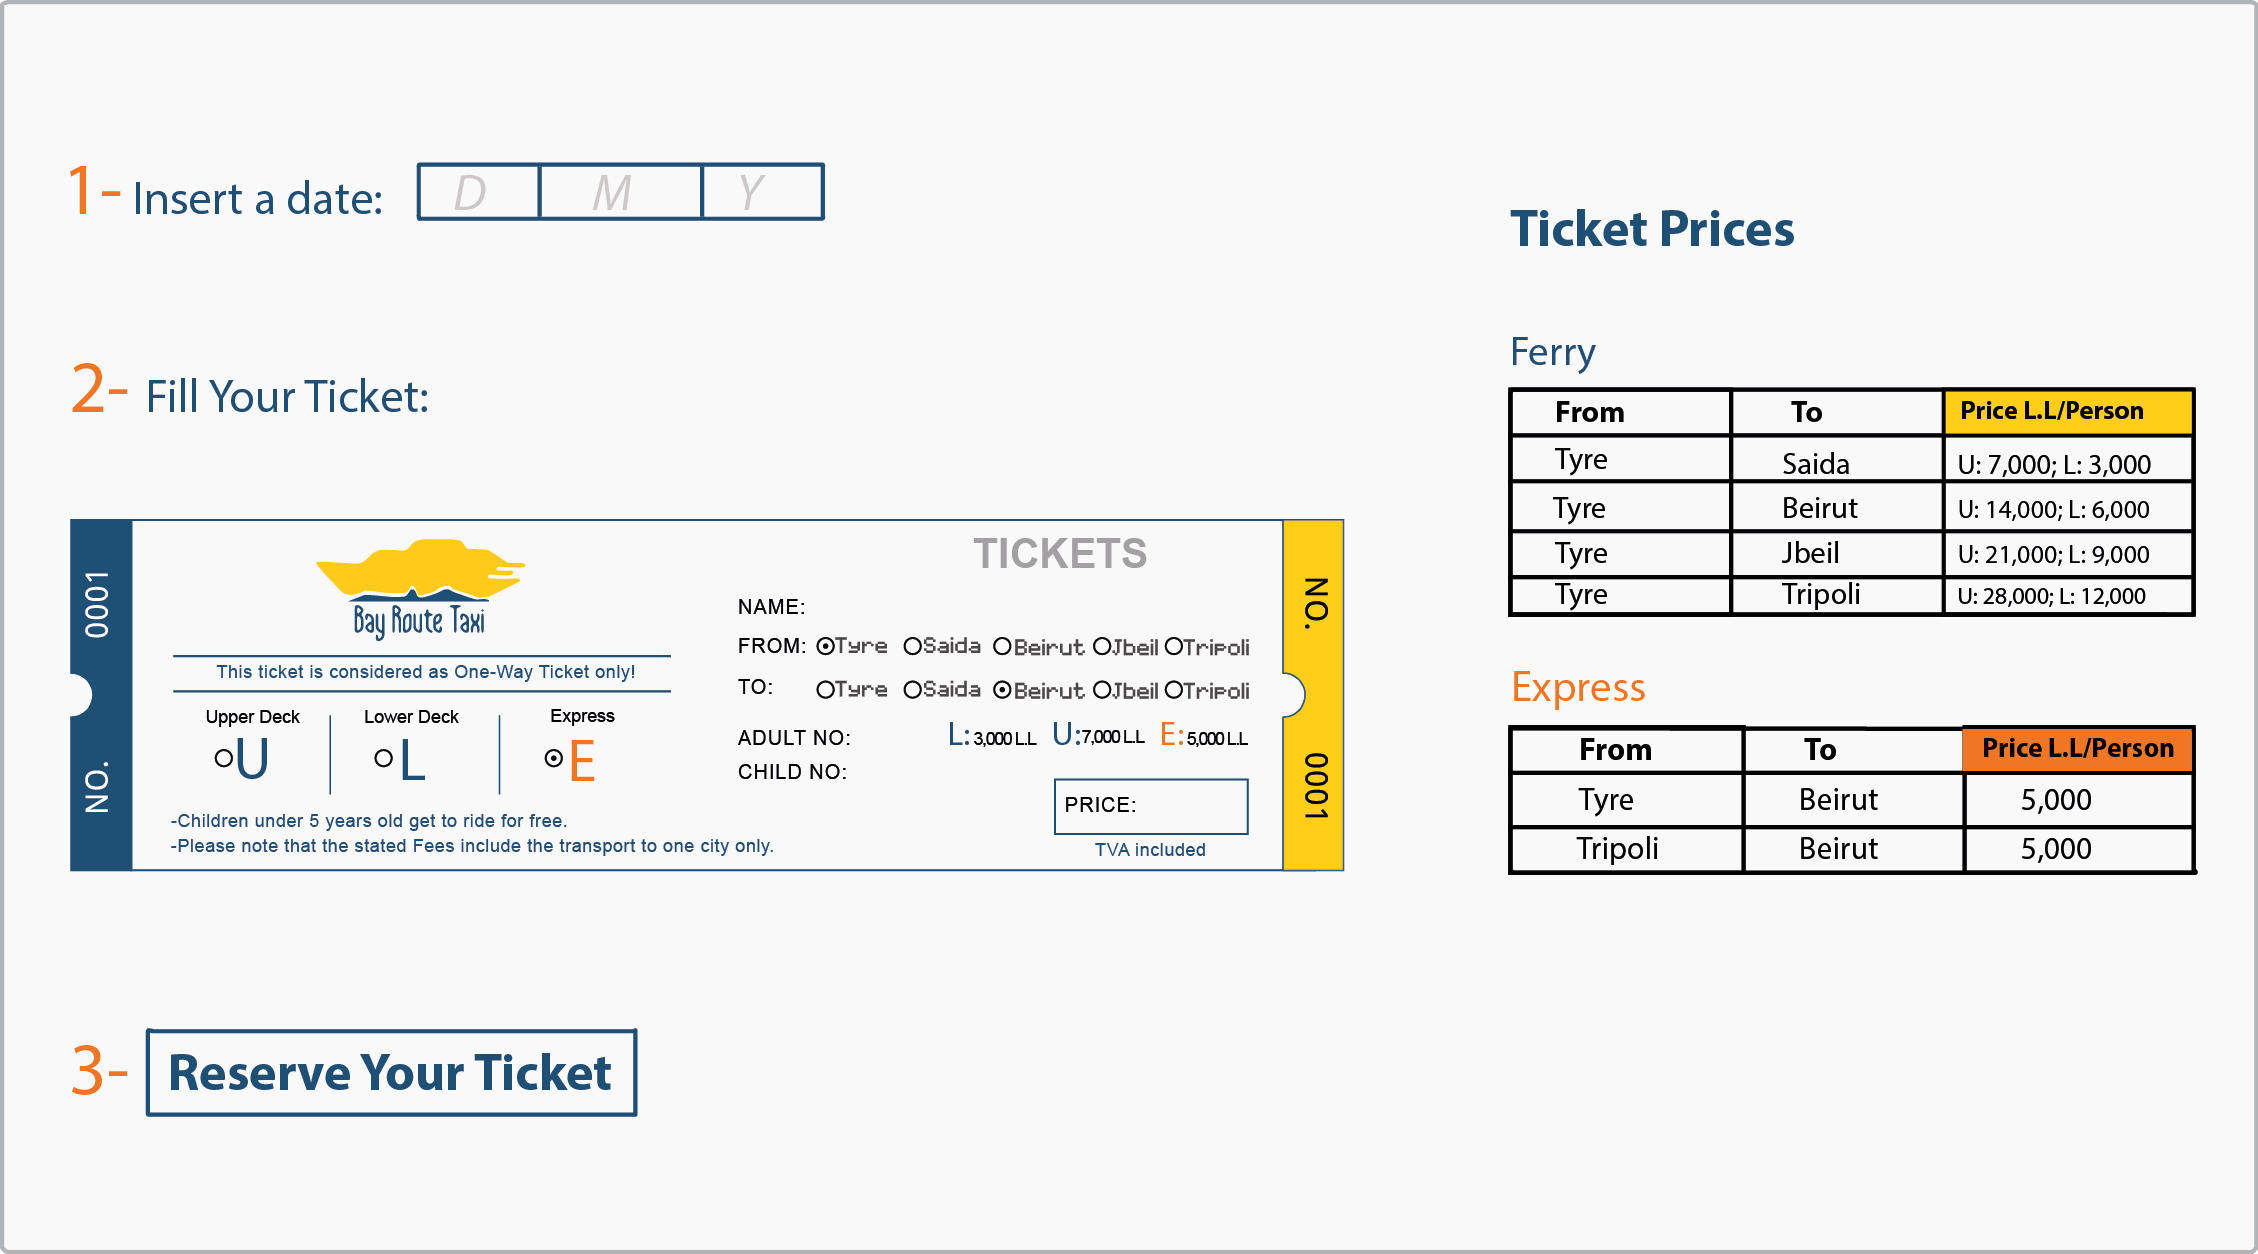 1- Insert a date: D M Y
2- Fill Your Ticket:
NO. 0001
Bay Route Taxi
This ticket is considered as One-Way Ticket only!
Upper Deck Lower Deck Express
U L E
-Children under 5 years old get to ride for free.
-Please note that the stated Fees include the transport to one city only.
TICKETS
NAME:
FROM: Tyre Saida Beirut Jbeil Tripoli
TO: Tyre Saida Beirut Jbeil Tripoli
ADULT NO: L: 3,000 L.L U: 7,000 L.L E: 5,000 L.L
CHILD NO:
PRICE:
TVA included
NO. 0001
3- Reserve Your Ticket
Ticket Prices
Ferry
From To Price L.L/Person
Tyre Saida U: 7,000; L: 3,000
Tyre Beirut U: 14,000; L: 6,000
Tyre Jbeil U: 21,000; L: 9,000
Tyre Tripoli U: 28,000; L: 12,000
Express
From To Price L.L/Person
Tyre Beirut 5,000
Tripoli Beirut 5,000